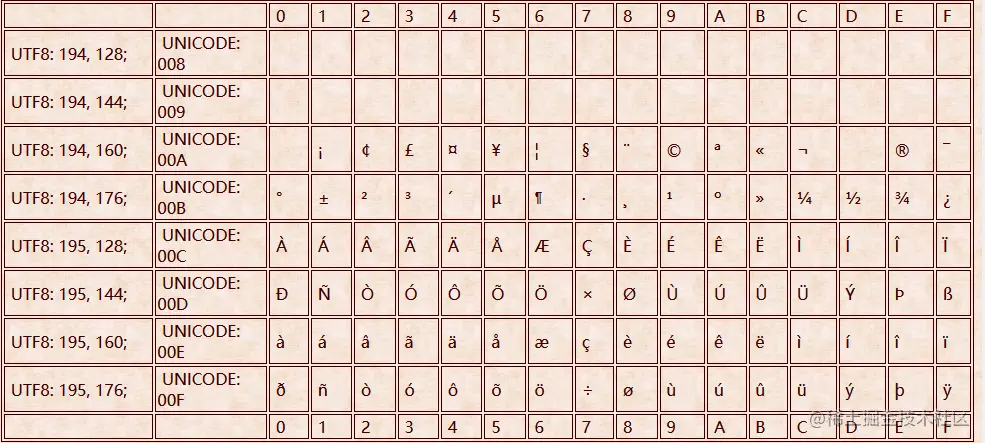 0 1 2 3 4 5 6 7 8 9 A B C D E F
UTF8: 194, 128; UNICODE: 008
UTF8: 194, 144; UNICODE: 009
UTF8: 194, 160; UNICODE: 00A ¡ ¢ £ ¤ ¥ ¦ § ¨ © ª « ¬ ® ¯
UTF8: 194, 176; UNICODE: 00B ° ± ² ³ ´ µ ¶ · ¸ ¹ º » ¼ ½ ¾ ¿
UTF8: 195, 128; UNICODE: 00C À Á Â Ã Ä Å Æ Ç È É Ê Ë Ì Í Î Ï
UTF8: 195, 144; UNICODE: 00D Ð Ñ Ò Ó Ô Õ Ö × Ø Ù Ú Û Ü Ý Þ ß
UTF8: 195, 160; UNICODE: 00E à á â ã ä å æ ç è é ê ë ì í î ï
UTF8: 195, 176; UNICODE: 00F ð ñ ò ó ô õ ö ÷ ø ù ú û ü ý þ ÿ
0 1 2 3 4 5 6 7 8 9 A B C D E F
@稀土掘金技术社区